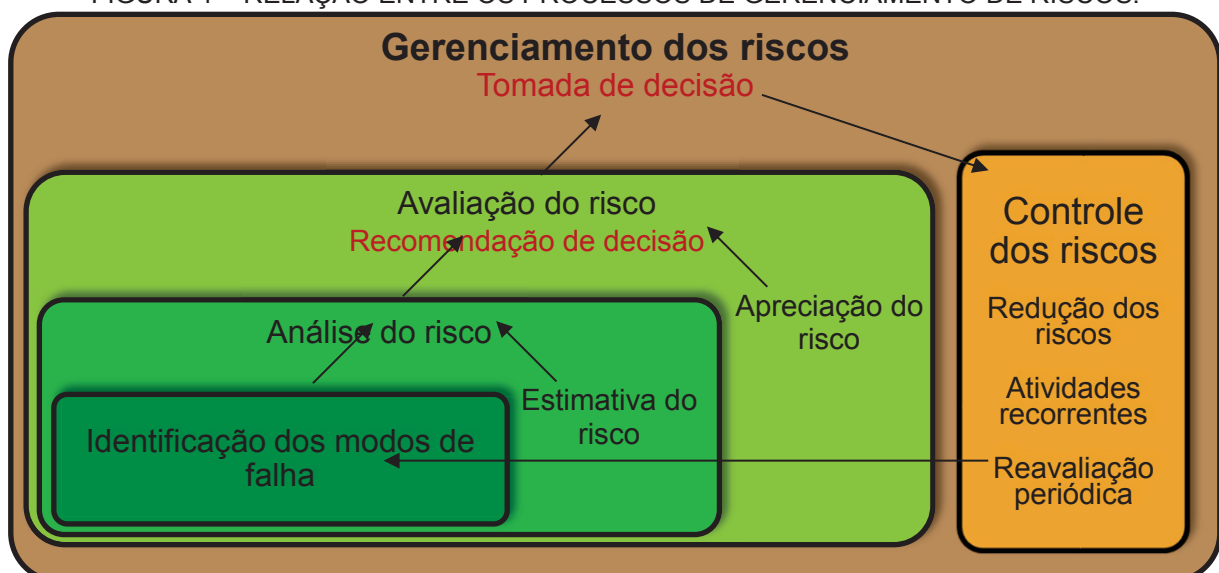 Gerenciamento dos riscos
Tomada de decisão
Avaliação do risco
Recomendação de decisão
Análise do risco
Identificação dos modos de
falha
Estimativa do
risco
Apreciação do
risco
Controle
dos riscos
Redução dos
riscos
Atividades
recorrentes
Reavaliação
periódica